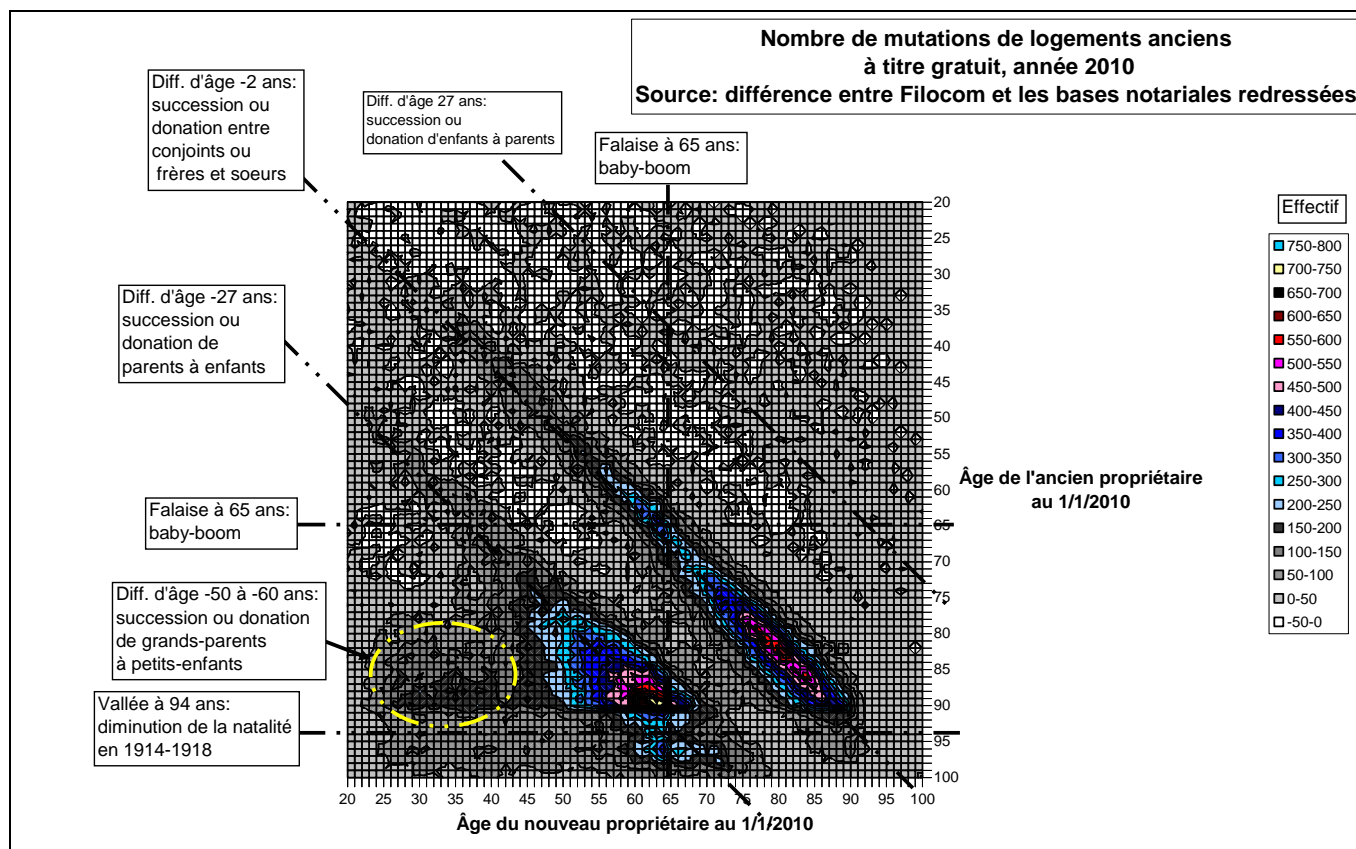 Nombre de mutations de logements anciens
à titre gratuit, année 2010
Source: différence entre Filocom et les bases notariales redressées
Diff. d'âge -2 ans:
succession ou
donation entre
conjoints ou
frères et soeurs
Diff. d'âge 27 ans:
succession ou
donation d'enfants à parents
Falaise à 65 ans:
baby-boom
Diff. d'âge -27 ans:
succession ou
donation de
parents à enfants
Falaise à 65 ans:
baby-boom
Diff. d'âge -50 à -60 ans:
succession ou donation
de grands-parents
à petits-enfants
Vallée à 94 ans:
diminution de la natalité
en 1914-1918
20
25
30
35
40
45
50
55
60
65
70
75
80
85
90
95
100
Âge de l'ancien propriétaire
au 1/1/2010
20 25 30 35 40 45 50 55 60 65 70 75 80 85 90 95 100
Âge du nouveau propriétaire au 1/1/2010
Effectif
750-800
700-750
650-700
600-650
550-600
500-550
450-500
400-450
350-400
300-350
250-300
200-250
150-200
100-150
50-100
0-50
-50-0